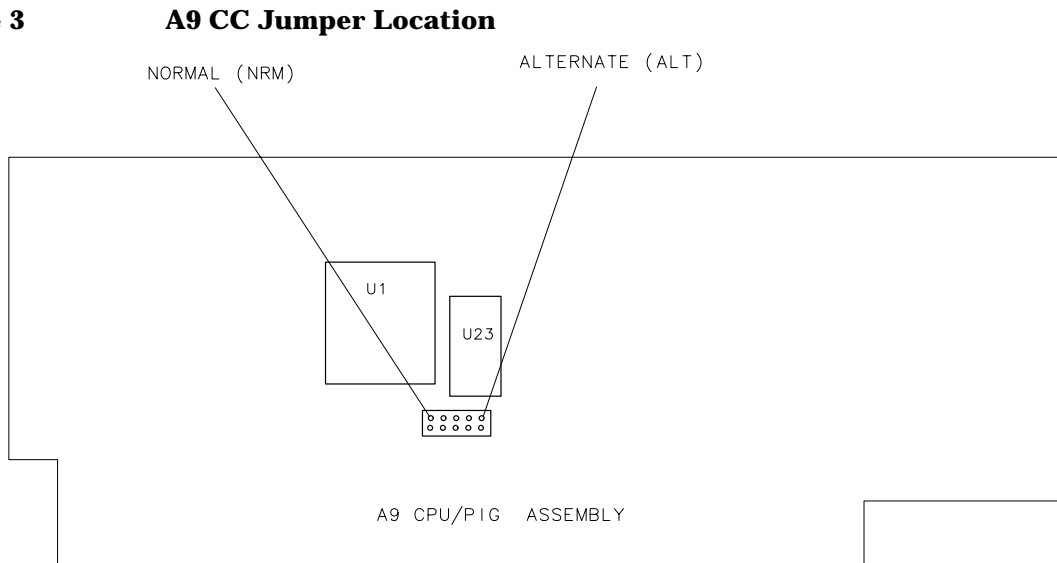 3 A9 CC Jumper Location
NORMAL (NRM)
ALTERNATE (ALT)
U1
U23
A9 CPU/PIG ASSEMBLY